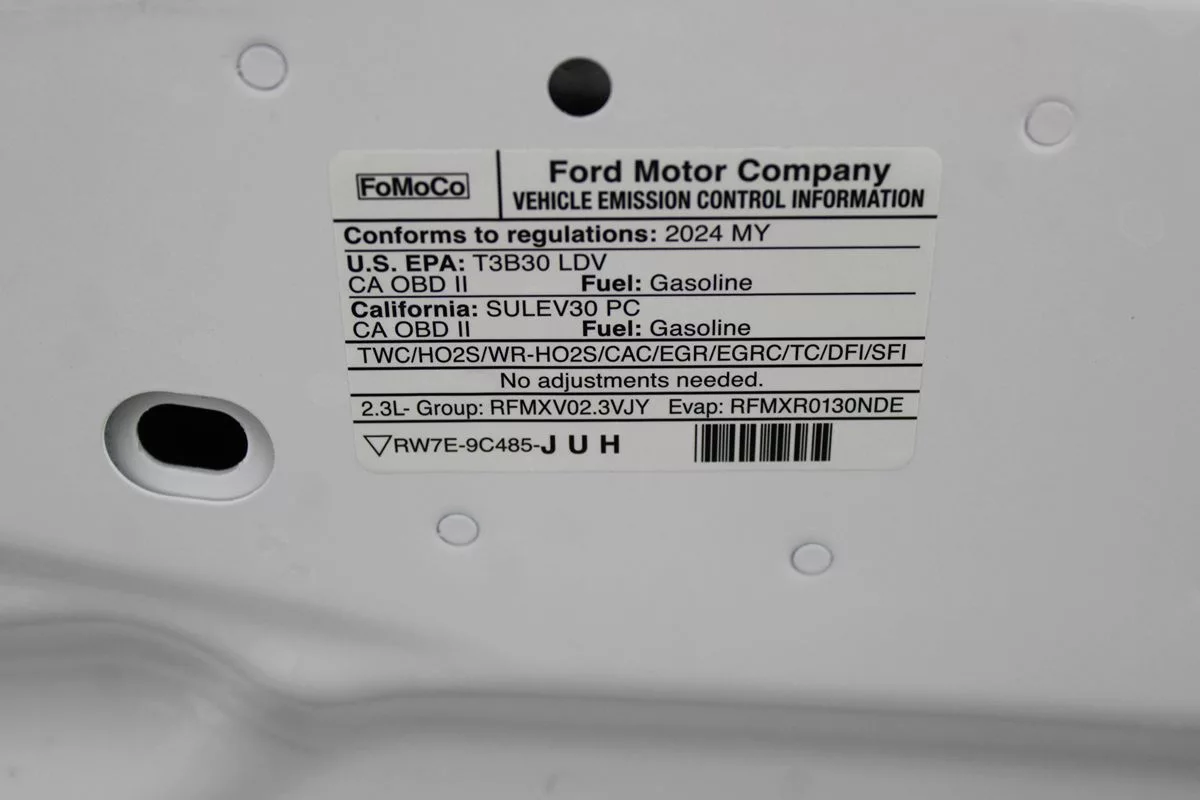 FoMoCo
Ford Motor Company
VEHICLE EMISSION CONTROL INFORMATION
Conforms to regulations: 2024 MY
U.S. EPA: T3B30 LDV
CA OBD II Fuel: Gasoline
California: SULEV30 PC
CA OBD II Fuel: Gasoline
TWC/HO2S/WR-HO2S/CAC/EGR/EGRC/TC/DFI/SFI
No adjustments needed.
2.3L- Group: RFMXV02.3VJY Evap: RFMXR0130NDE
RW7E-9C485-J U H